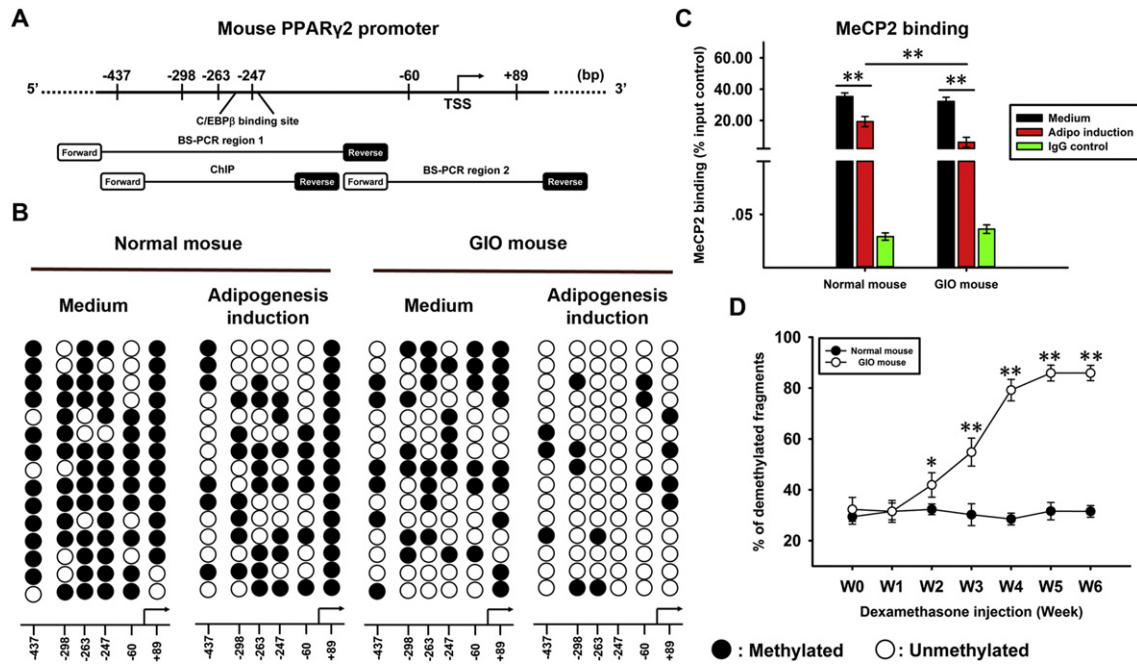 A
Mouse PPARγ2 promoter
-437 -298 -263 -247 -60 +89 (bp)
5’ 3’
TSS
C/EBPβ binding site
BS-PCR region 1
Forward Reverse
ChIP BS-PCR region 2
Forward Reverse Forward Reverse
B
Normal mosue GIO mouse
Medium Adipogenesis induction Medium Adipogenesis induction
-437 -298 -263 -247 -60 +89 -437 -298 -263 -247 -60 +89 -437 -298 -263 -247 -60 +89 -437 -298 -263 -247 -60 +89
C
MeCP2 binding
MeCP2 binding (% input control)
60.00
40.00
20.00
.05
** ** **
Medium
Adipo induction
IgG control
Normal mouse GIO mouse
D
% of demethylated fragments
100
80
60
40
20
Normal mouse
GIO mouse
* ** ** ** **
W0 W1 W2 W3 W4 W5 W6
Dexamethasone injection (Week)
: Methylated : Unmethylated